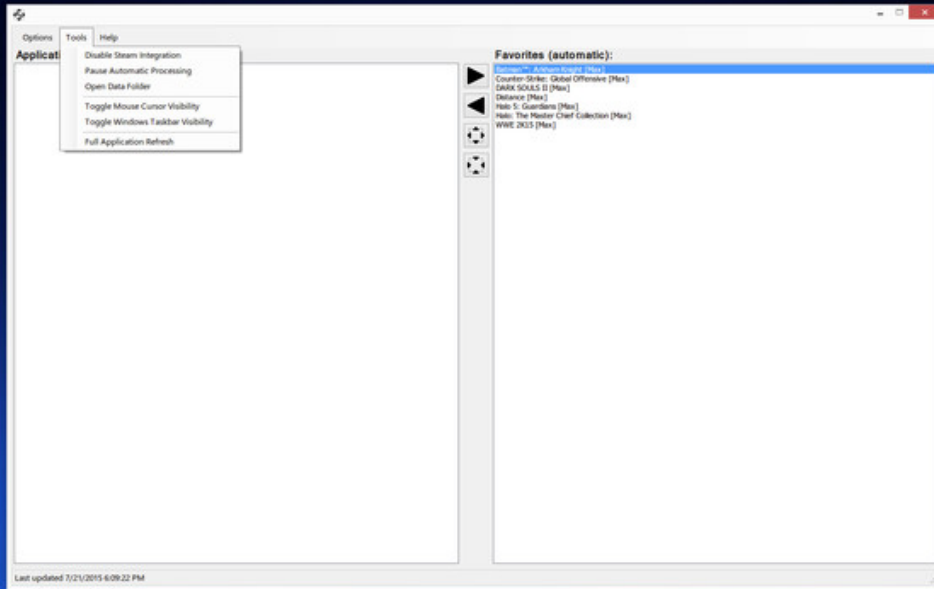 Options Tools Help
Applicati
Favorites (automatic):
Disable Steam Integration
Pause Automatic Processing
Open Data Folder
Toggle Mouse Cursor Visibility
Toggle Windows Taskbar Visibility
Full Application Refresh
Batman™: Arkham Knight [Max]
Counter-Strike: Global Offensive [Max]
DARK SOULS II [Max]
Distance [Max]
Halo 5: Guardians [Max]
Halo: The Master Chief Collection [Max]
WWE 2K15 [Max]
Last updated 7/21/2015 6:09:22 PM